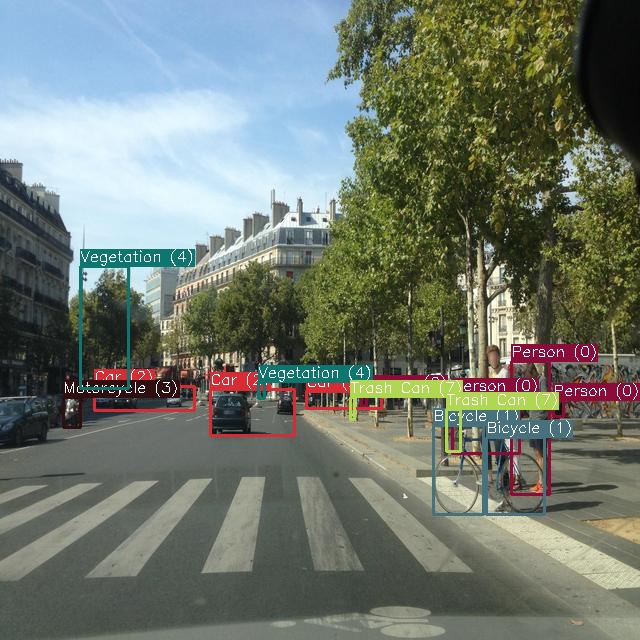 Vegetation (4)
Person (0)
Vegetation (4)
Car (2)
Car (2
Motorcycle (3)
Car
Trash Can (7)
Person (0)
Person (0)
Trash Can (7)
Bicycle (1)
Bicycle (1)